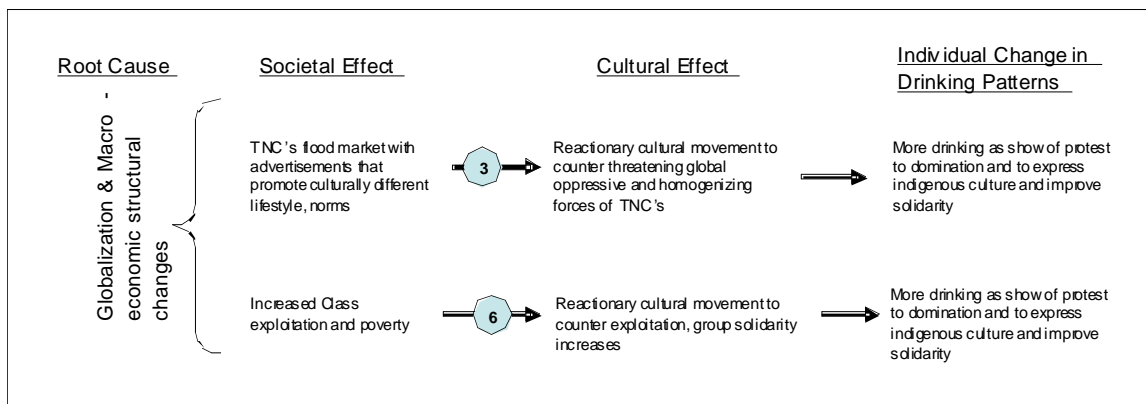 Root Cause
Societal Effect
Cultural Effect
Individual Change in
Drinking Patterns
Globalization & Macro -
economic structural
changes
TNC's flood market with
advertisements that
promote culturally different
lifestyle, norms
3
Reactionary cultural movement to
counter threatening global
oppressive and homogenizing
forces of TNC's
More drinking as show of protest
to domination and to express
indigenous culture and improve
solidarity
Increased Class
exploitation and poverty
6
Reactionary cultural movement to
counter exploitation, group solidarity
increases
More drinking as show of protest
to domination and to express
indigenous culture and improve
solidarity